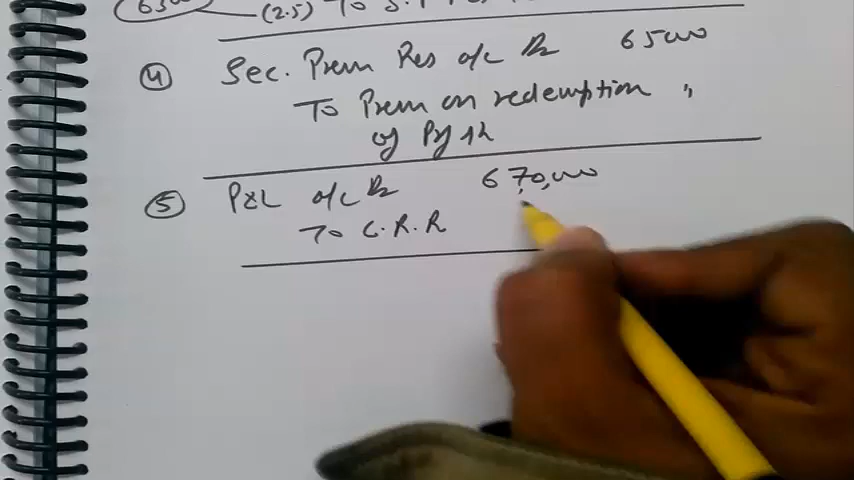 (2.5) To S.
④ Sec. Prem Res a/c Dr 65000
To Prem on redemption "
of Pf sh
⑤ P&L a/c Dr 670,000
To C.R.R